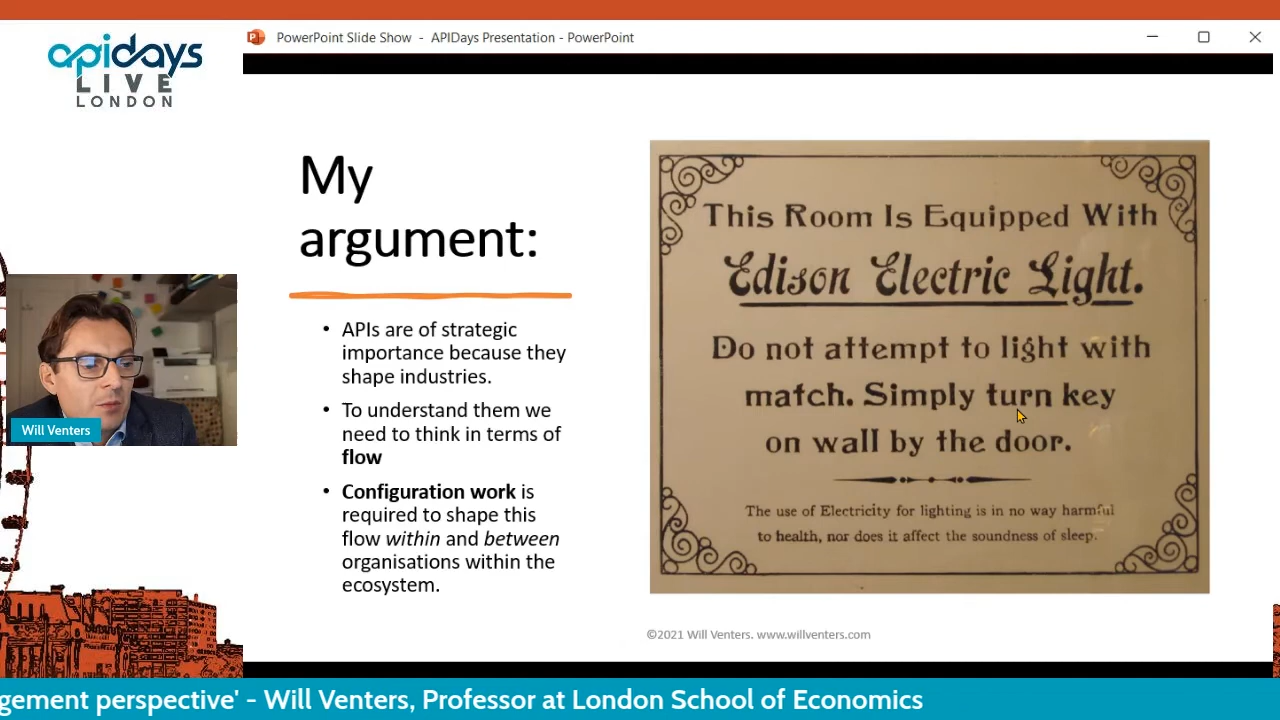 apidays
LIVE
LONDON
PowerPoint Slide Show - APIDays Presentation - PowerPoint
My
argument:
• APIs are of strategic
importance because they
shape industries.
• To understand them we
need to think in terms of
flow
• Configuration work is
required to shape this
flow within and between
organisations within the
ecosystem.
This Room Is Equipped With
Edison Electric Light.
Do not attempt to light with
match. Simply turn key
on wall by the door.
The use of Electricity for lighting is in no way harmful
to health, nor does it affect the soundness of sleep.
©2021 Will Venters. www.willventers.com
Will Venters
gement perspective' - Will Venters, Professor at London School of Economics